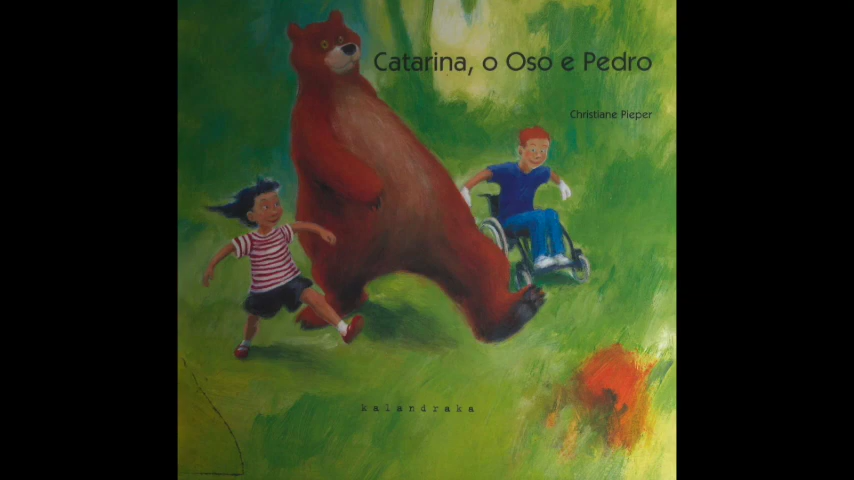 Catarina, o Oso e Pedro
Christiane Pieper
kalandraka